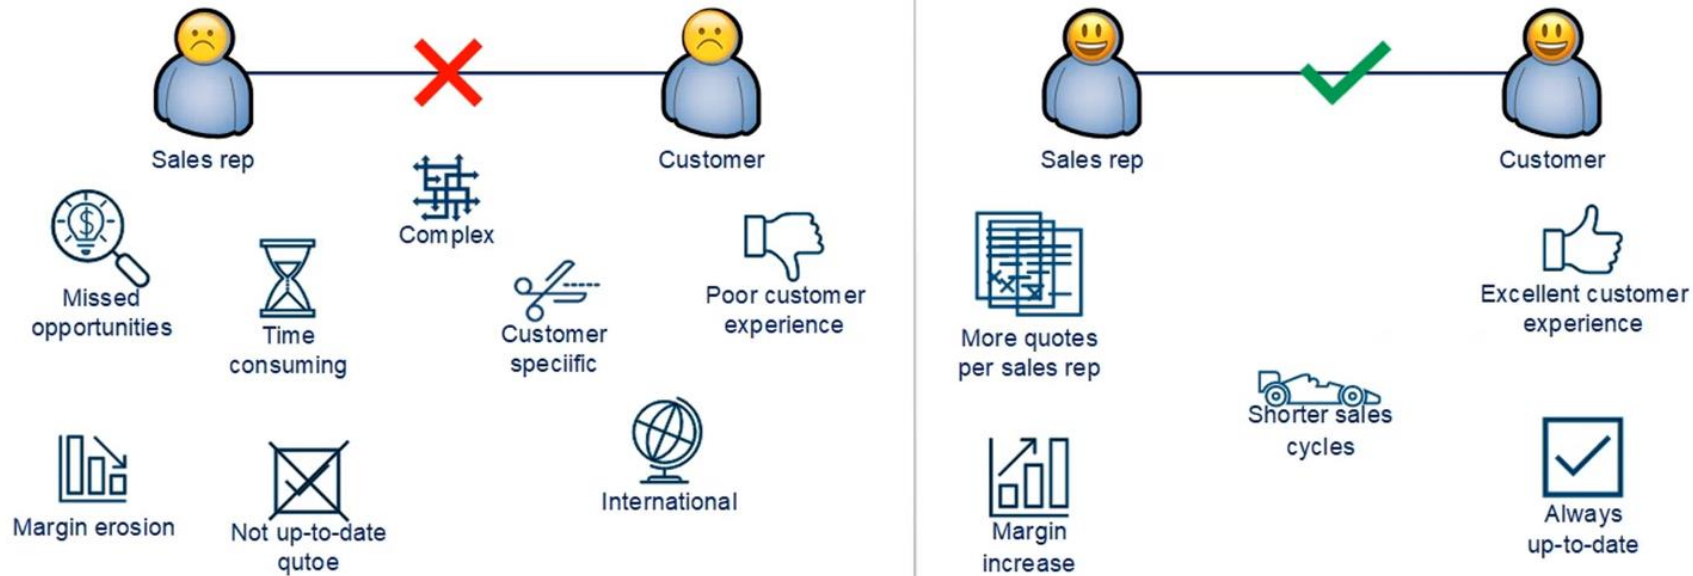 Sales rep
Customer
Complex
Missed
opportunities
Time
consuming
Customer
speciific
Poor customer
experience
Margin erosion
Not up-to-date
qutoe
International
Sales rep
Customer
More quotes
per sales rep
Excellent customer
experience
Shorter sales
cycles
Margin
increase
Always
up-to-date